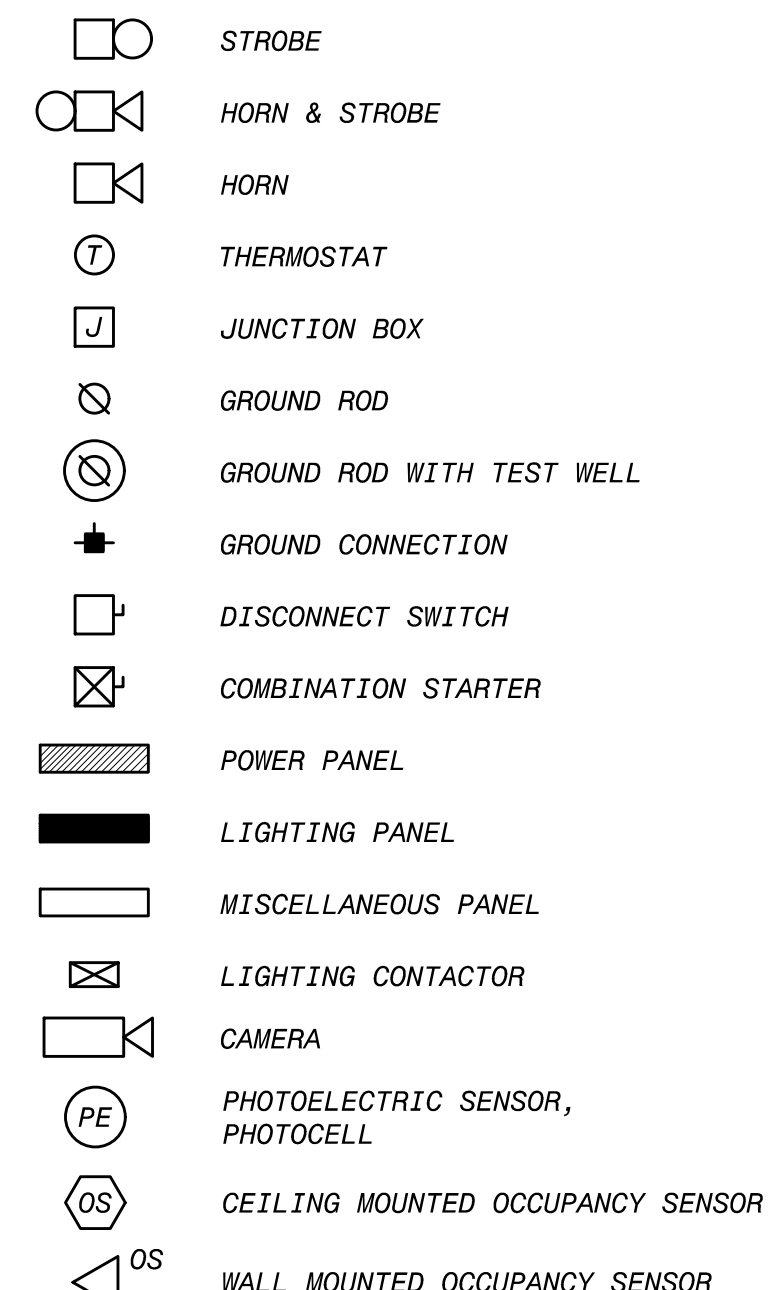 STROBE
HORN & STROBE
HORN
T THERMOSTAT
J JUNCTION BOX
GROUND ROD
GROUND ROD WITH TEST WELL
GROUND CONNECTION
DISCONNECT SWITCH
COMBINATION STARTER
POWER PANEL
LIGHTING PANEL
MISCELLANEOUS PANEL
LIGHTING CONTACTOR
CAMERA
PE PHOTOELECTRIC SENSOR,
PHOTOCELL
OS CEILING MOUNTED OCCUPANCY SENSOR
OS
WALL MOUNTED OCCUPANCY SENSOR